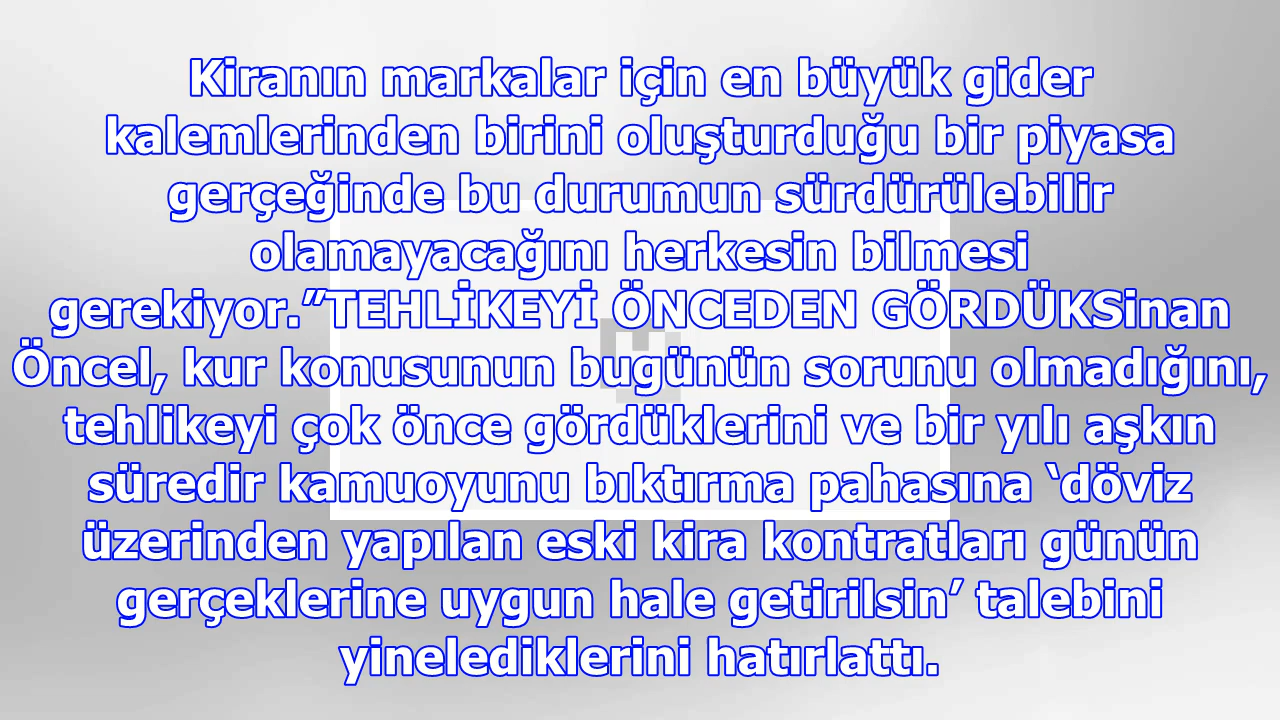 Kiranın markalar için en büyük gider
kalemlerinden birini oluşturduğu bir piyasa
gerçeğinde bu durumun sürdürülebilir
olamayacağını herkesin bilmesi
gerekiyor.”TEHLİKEYİ ÖNCEDEN GÖRDÜKSinan
Öncel, kur konusunun bugünün sorunu olmadığını,
tehlikeyi çok önce gördüklerini ve bir yılı aşkın
süredir kamuoyunu bıktırma pahasına ‘döviz
üzerinden yapılan eski kira kontratları günün
gerçeklerine uygun hale getirilsin’ talebini
yinelediklerini hatırlattı.